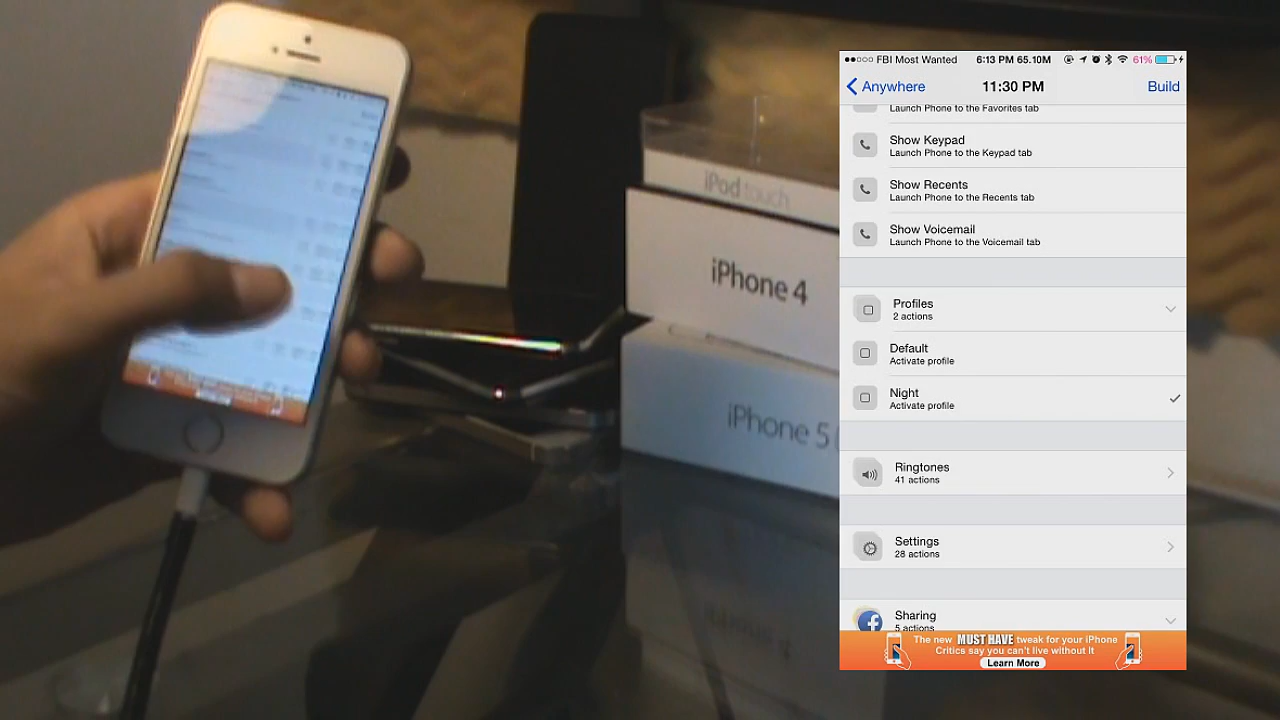 FBI Most Wanted 6:13 PM 65.10M 61%
Anywhere 11:30 PM Build
Launch Phone to the Favorites tab
Show Keypad
Launch Phone to the Keypad tab
Show Recents
Launch Phone to the Recents tab
Show Voicemail
Launch Phone to the Voicemail tab
Profiles
2 actions
Default
Activate profile
Night
Activate profile
Ringtones
41 actions
Settings
28 actions
Sharing
5 actions
The new MUST HAVE tweak for your iPhone
Critics say you can't live without It
Learn More
iPod touch
iPhone 4
iPhone 5